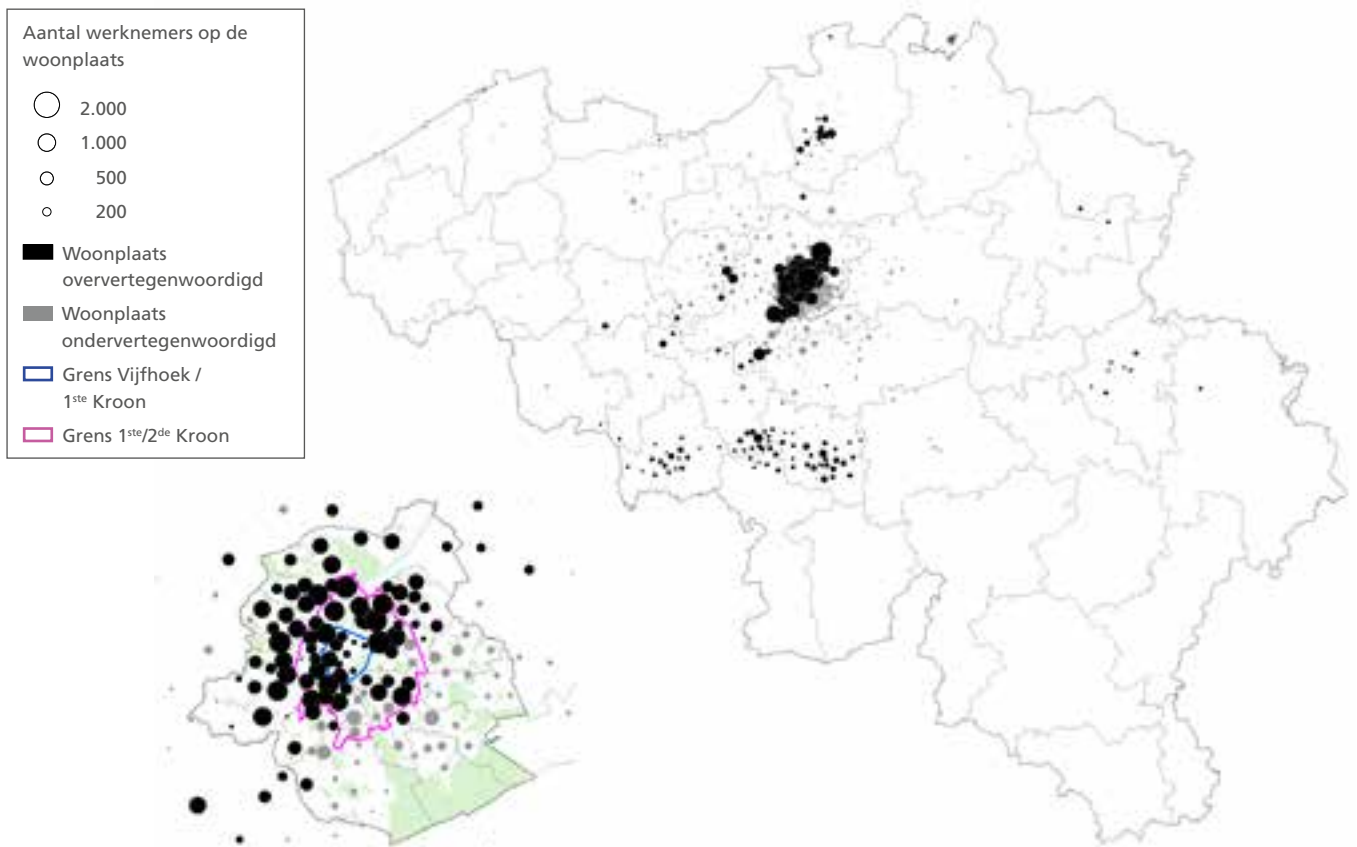 Aantal werknemers op de
woonplaats
2.000
1.000
500
200
Woonplaats
oververtegenwoordigd
Woonplaats
ondervertegenwoordigd
Grens Vijfhoek /
1ste Kroon
Grens 1ste/2de Kroon